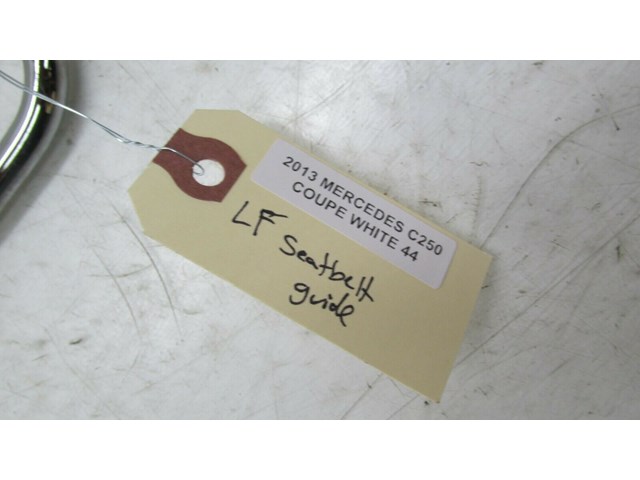 2013 MERCEDES C250
COUPE WHITE 44
LF Seatbelt
guide